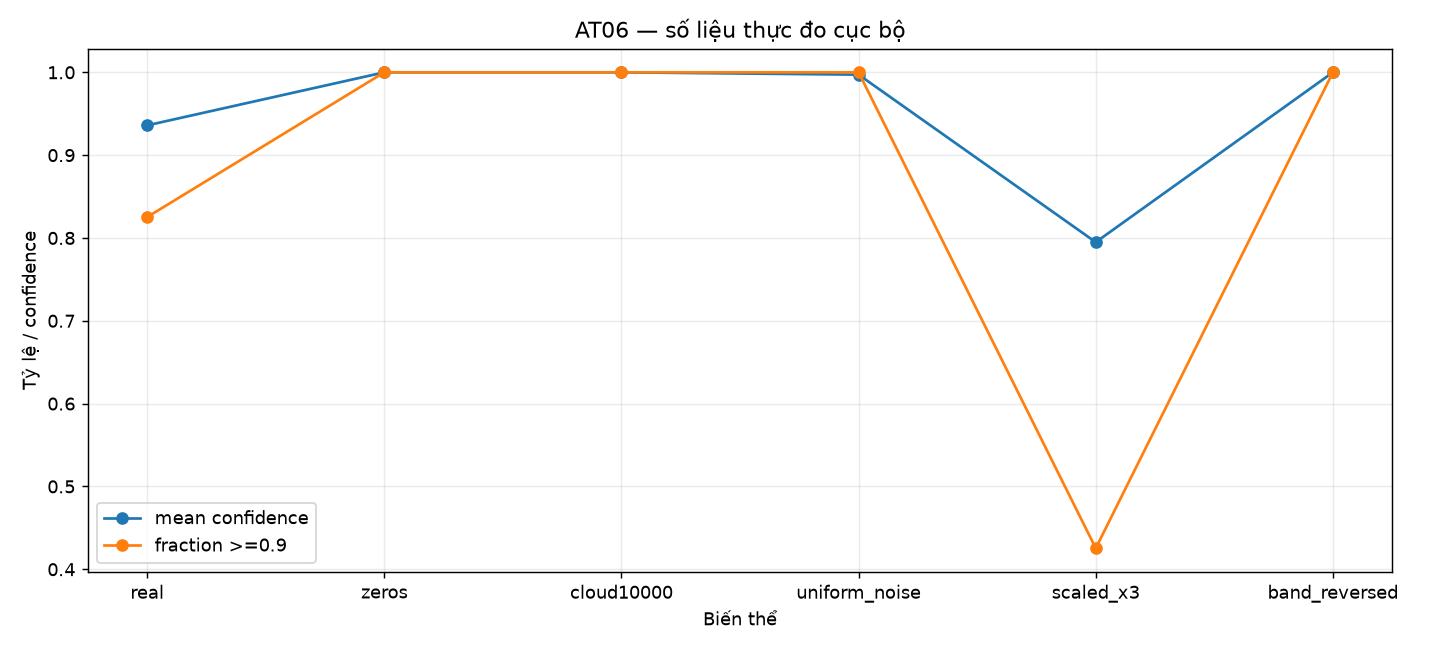 AT06 — số liệu thực đo cục bộ
Tỷ lệ / confidence
1.0
0.9
0.8
0.7
0.6
0.5
0.4
mean confidence
fraction >=0.9
real
zeros
cloud10000
uniform_noise
scaled_x3
band_reversed
Biến thể